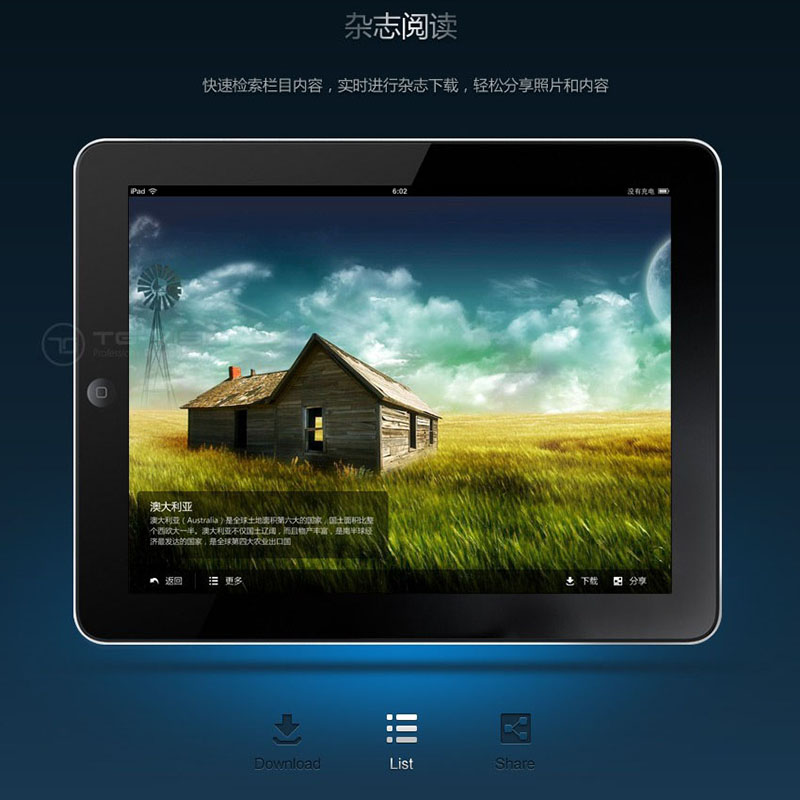 杂志阅读
快速检索栏目内容，实时进行杂志下载，轻松分享照片和内容
iPad 6:02 没有充电
澳大利亚
澳大利亚（Australia）是全球土地面积第六大的国家，国土面积比整
个西欧大一半。澳大利亚不仅国土辽阔，而且物产丰富，是南半球经
济最发达的国家，是全球第四大农业出口国
返回 更多 下载 分享
Download List Share